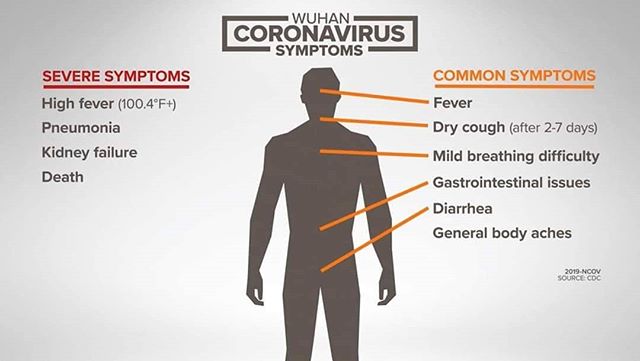 WUHAN
CORONAVIRUS
SYMPTOMS
SEVERE SYMPTOMS
High fever (100.4°F+)
Pneumonia
Kidney failure
Death
COMMON SYMPTOMS
Fever
Dry cough (after 2-7 days)
Mild breathing difficulty
Gastrointestinal issues
Diarrhea
General body aches
2019-NCOV
SOURCE: CDC